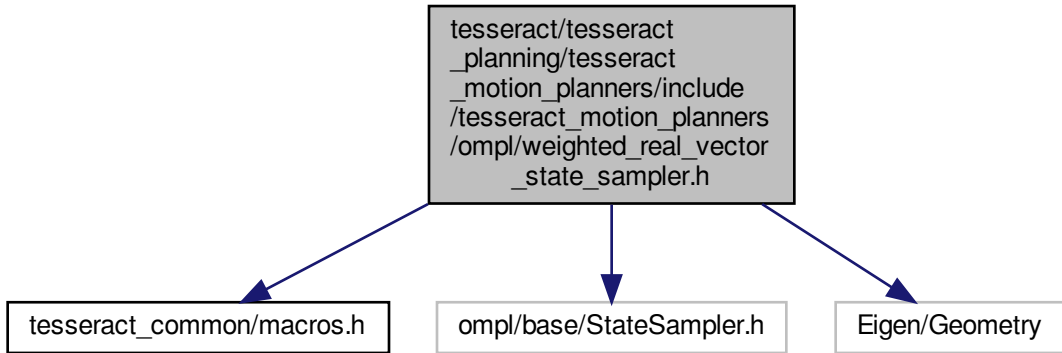 tesseract/tesseract
_planning/tesseract
_motion_planners/include
/tesseract_motion_planners
/ompl/weighted_real_vector
_state_sampler.h
tesseract_common/macros.h
ompl/base/StateSampler.h
Eigen/Geometry